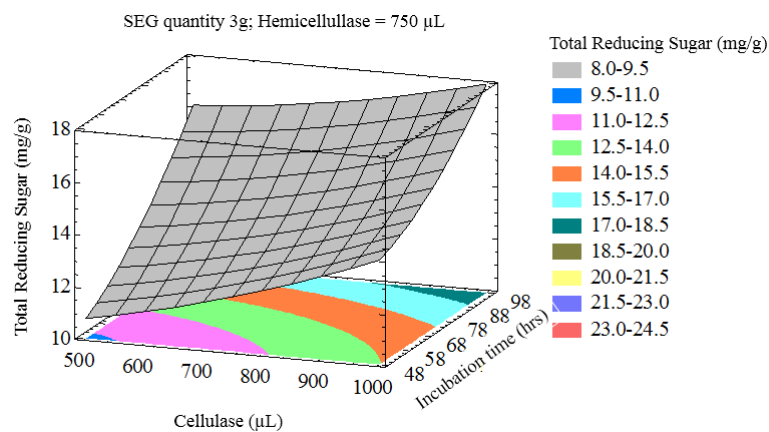 SEG quantity 3g; Hemicellullase = 750 µL
Total Reducing Sugar (mg/g)
8.0-9.5
9.5-11.0
11.0-12.5
12.5-14.0
14.0-15.5
15.5-17.0
17.0-18.5
18.5-20.0
20.0-21.5
21.5-23.0
23.0-24.5
Total Reducing Sugar (mg/g)
18
16
14
12
10
500 600 700 800 900 1000
Cellulase (µL)
48 58 68 78 88 98
Incubation time (hrs)